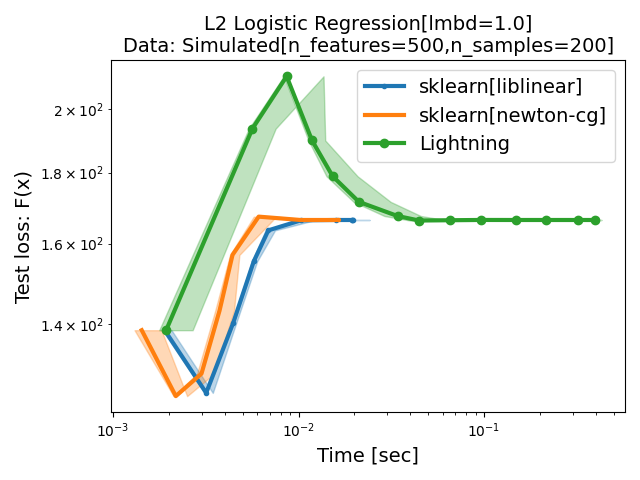 L2 Logistic Regression[lmbd=1.0]
Data: Simulated[n_features=500,n_samples=200]
sklearn[liblinear]
sklearn[newton-cg]
Lightning
Test loss: F(x)
2 × 10²
1.8 × 10²
1.6 × 10²
1.4 × 10²
10⁻³
10⁻²
10⁻¹
Time [sec]